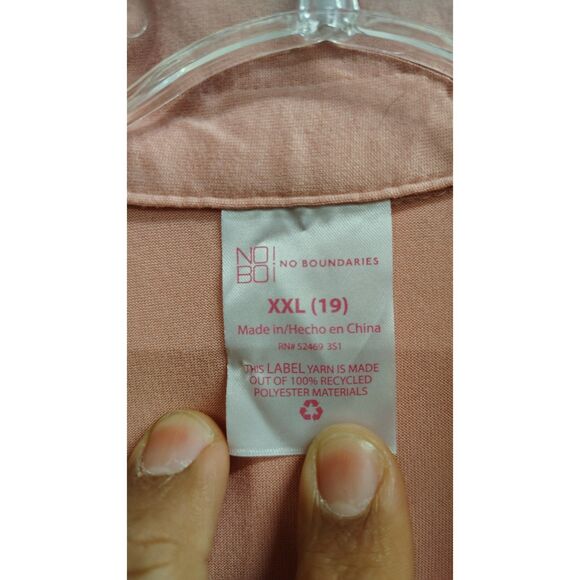 NO!
BO!
NO BOUNDARIES
XXL (19)
Made in/Hecho en China
RN# 52469 3S1
THIS LABEL YARN IS MADE
OUT OF 100% RECYCLED
POLYESTER MATERIALS